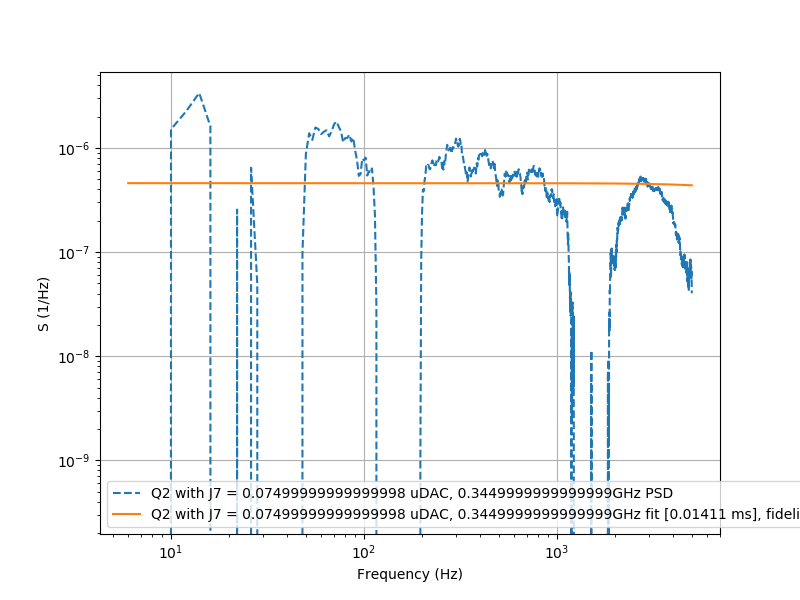 10⁻⁶
10⁻⁷
10⁻⁸
10⁻⁹
S (1/Hz)
Q2 with J7 = 0.07499999999999998 uDAC, 0.3449999999999999GHz PSD
Q2 with J7 = 0.07499999999999998 uDAC, 0.3449999999999999GHz fit [0.01411 ms], fideli
10¹ 10² 10³
Frequency (Hz)